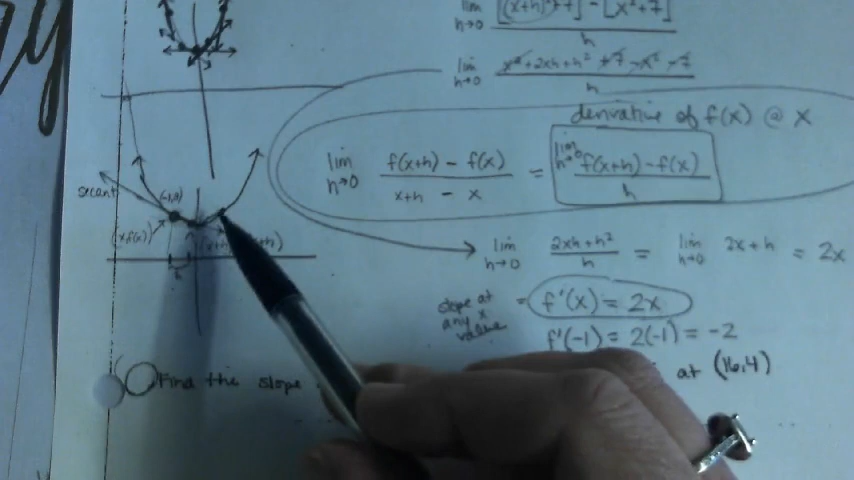 lim h→0 [(x+h)²+7] - [x²+7] / h
lim h→0 x²+2xh+h²+7-x²-7 / h
derivative of f(x) @ x
lim h→0 f(x+h) - f(x) / x+h - x = lim h→0 f(x+h) - f(x) / h
secant
(x,f(x))
h
lim h→0 2xh+h² / h = lim h→0 2x+h = 2x
slope at any x value = f'(x) = 2x
f'(-1) = 2(-1) = -2
Find the slope
at (16,4)